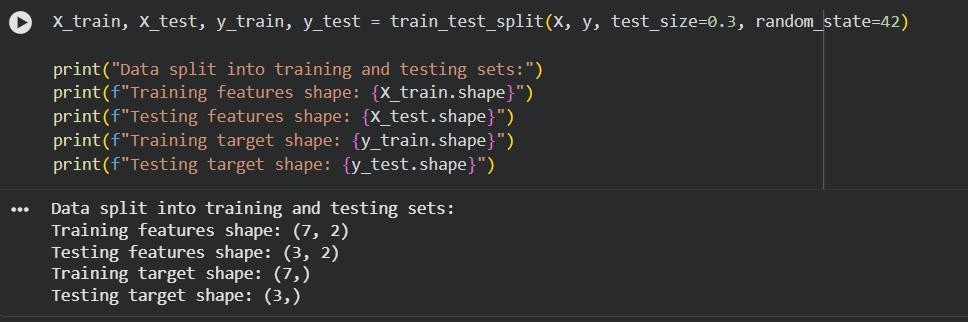 X_train, X_test, y_train, y_test = train_test_split(X, y, test_size=0.3, random_state=42)
print("Data split into training and testing sets:")
print(f"Training features shape: {X_train.shape}")
print(f"Testing features shape: {X_test.shape}")
print(f"Training target shape: {y_train.shape}")
print(f"Testing target shape: {y_test.shape}")
Data split into training and testing sets:
Training features shape: (7, 2)
Testing features shape: (3, 2)
Training target shape: (7,)
Testing target shape: (3,)